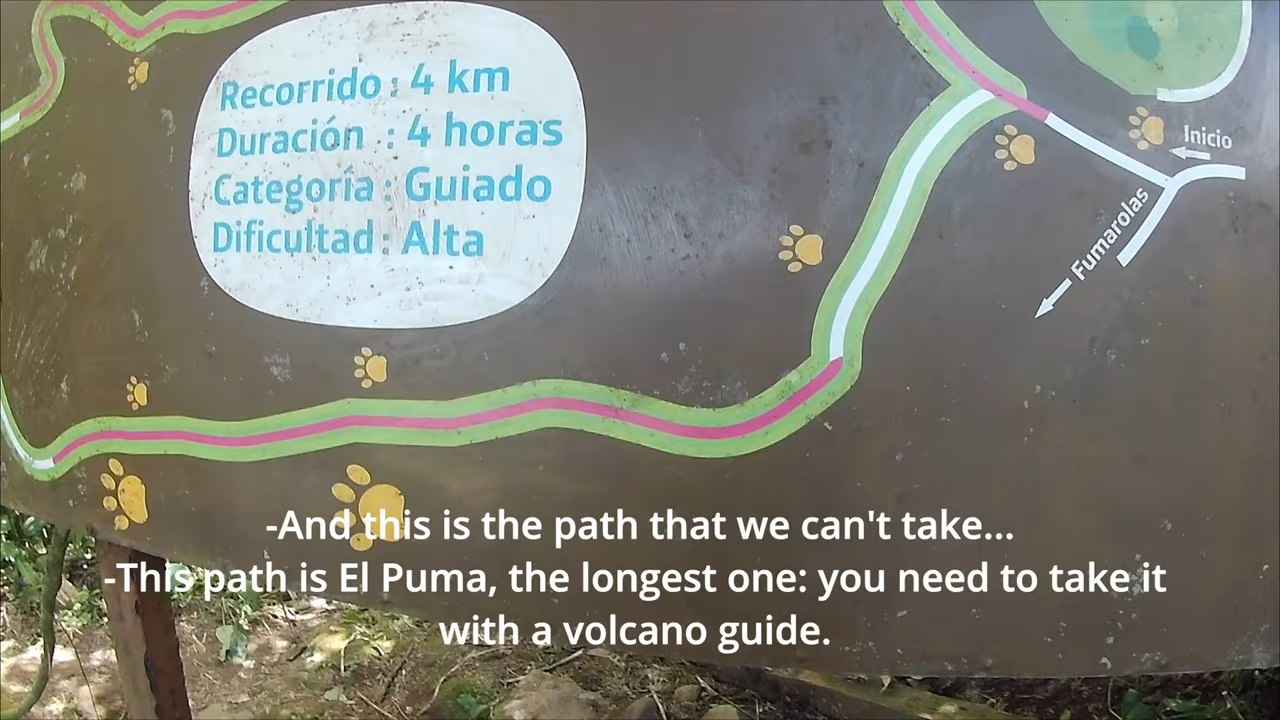 Recorrido : 4 km
Duración : 4 horas
Categoría : Guiado
Dificultad : Alta
Inicio
Fumarolas
-And this is the path that we can't take...
-This path is El Puma, the longest one: you need to take it
with a volcano guide.